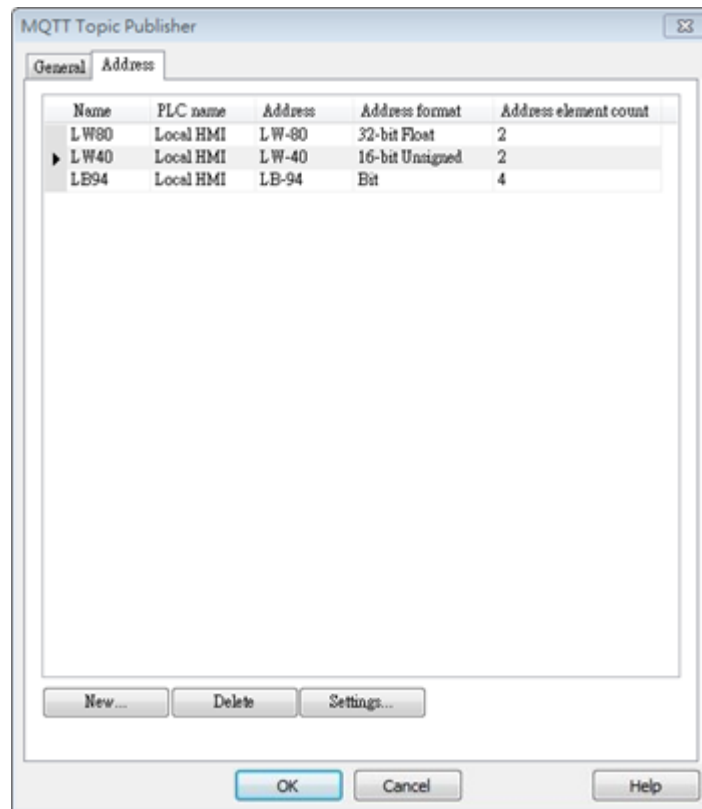 MQTT Topic Publisher
General Address
Name PLC name Address Address format Address element count
LW80 Local HMI LW-80 32-bit Float 2
LW40 Local HMI LW-40 16-bit Unsigned 2
LB94 Local HMI LB-94 Bit 4
New... Delete Settings...
OK Cancel Help